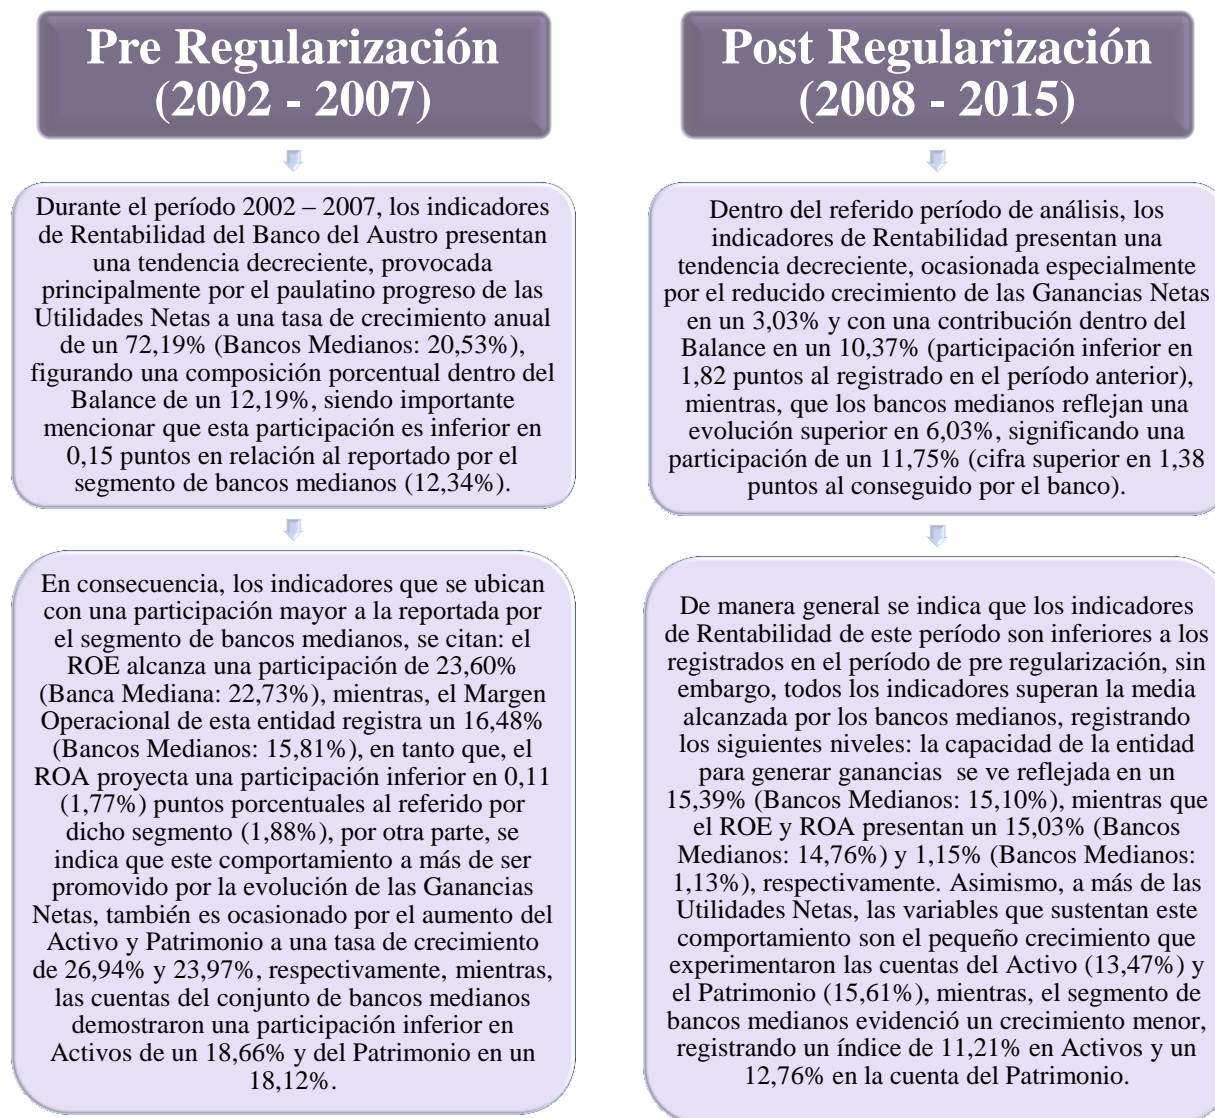 Pre Regularización
(2002 - 2007)
Durante el período 2002 – 2007, los indicadores
de Rentabilidad del Banco del Austro presentan
una tendencia decreciente, provocada
principalmente por el paulatino progreso de las
Utilidades Netas a una tasa de crecimiento anual
de un 72,19% (Bancos Medianos: 20,53%),
figurando una composición porcentual dentro del
Balance de un 12,19%, siendo importante
mencionar que esta participación es inferior en
0,15 puntos en relación al reportado por el
segmento de bancos medianos (12,34%).
En consecuencia, los indicadores que se ubican
con una participación mayor a la reportada por
el segmento de bancos medianos, se citan: el
ROE alcanza una participación de 23,60%
(Banca Mediana: 22,73%), mientras, el Margen
Operacional de esta entidad registra un 16,48%
(Bancos Medianos: 15,81%), en tanto que, el
ROA proyecta una participación inferior en 0,11
(1,77%) puntos porcentuales al referido por
dicho segmento (1,88%), por otra parte, se
indica que este comportamiento a más de ser
promovido por la evolución de las Ganancias
Netas, también es ocasionado por el aumento del
Activo y Patrimonio a una tasa de crecimiento
de 26,94% y 23,97%, respectivamente, mientras,
las cuentas del conjunto de bancos medianos
demostraron una participación inferior en
Activos de un 18,66% y del Patrimonio en un
18,12%.
Post Regularización
(2008 - 2015)
Dentro del referido período de análisis, los
indicadores de Rentabilidad presentan una
tendencia decreciente, ocasionada especialmente
por el reducido crecimiento de las Ganancias Netas
en un 3,03% y con una contribución dentro del
Balance en un 10,37% (participación inferior en
1,82 puntos al registrado en el período anterior),
mientras, que los bancos medianos reflejan una
evolución superior en 6,03%, significando una
participación de un 11,75% (cifra superior en 1,38
puntos al conseguido por el banco).
De manera general se indica que los indicadores
de Rentabilidad de este período son inferiores a los
registrados en el período de pre regularización, sin
embargo, todos los indicadores superan la media
alcanzada por los bancos medianos, registrando
los siguientes niveles: la capacidad de la entidad
para generar ganancias  se ve reflejada en un
15,39% (Bancos Medianos: 15,10%), mientras que
el ROE y ROA presentan un 15,03% (Bancos
Medianos: 14,76%) y 1,15% (Bancos Medianos:
1,13%), respectivamente. Asimismo, a más de las
Utilidades Netas, las variables que sustentan este
comportamiento son el pequeño crecimiento que
experimentaron las cuentas del Activo (13,47%) y
el Patrimonio (15,61%), mientras, el segmento de
bancos medianos evidenció un crecimiento menor,
registrando un índice de 11,21% en Activos y un
12,76% en la cuenta del Patrimonio.